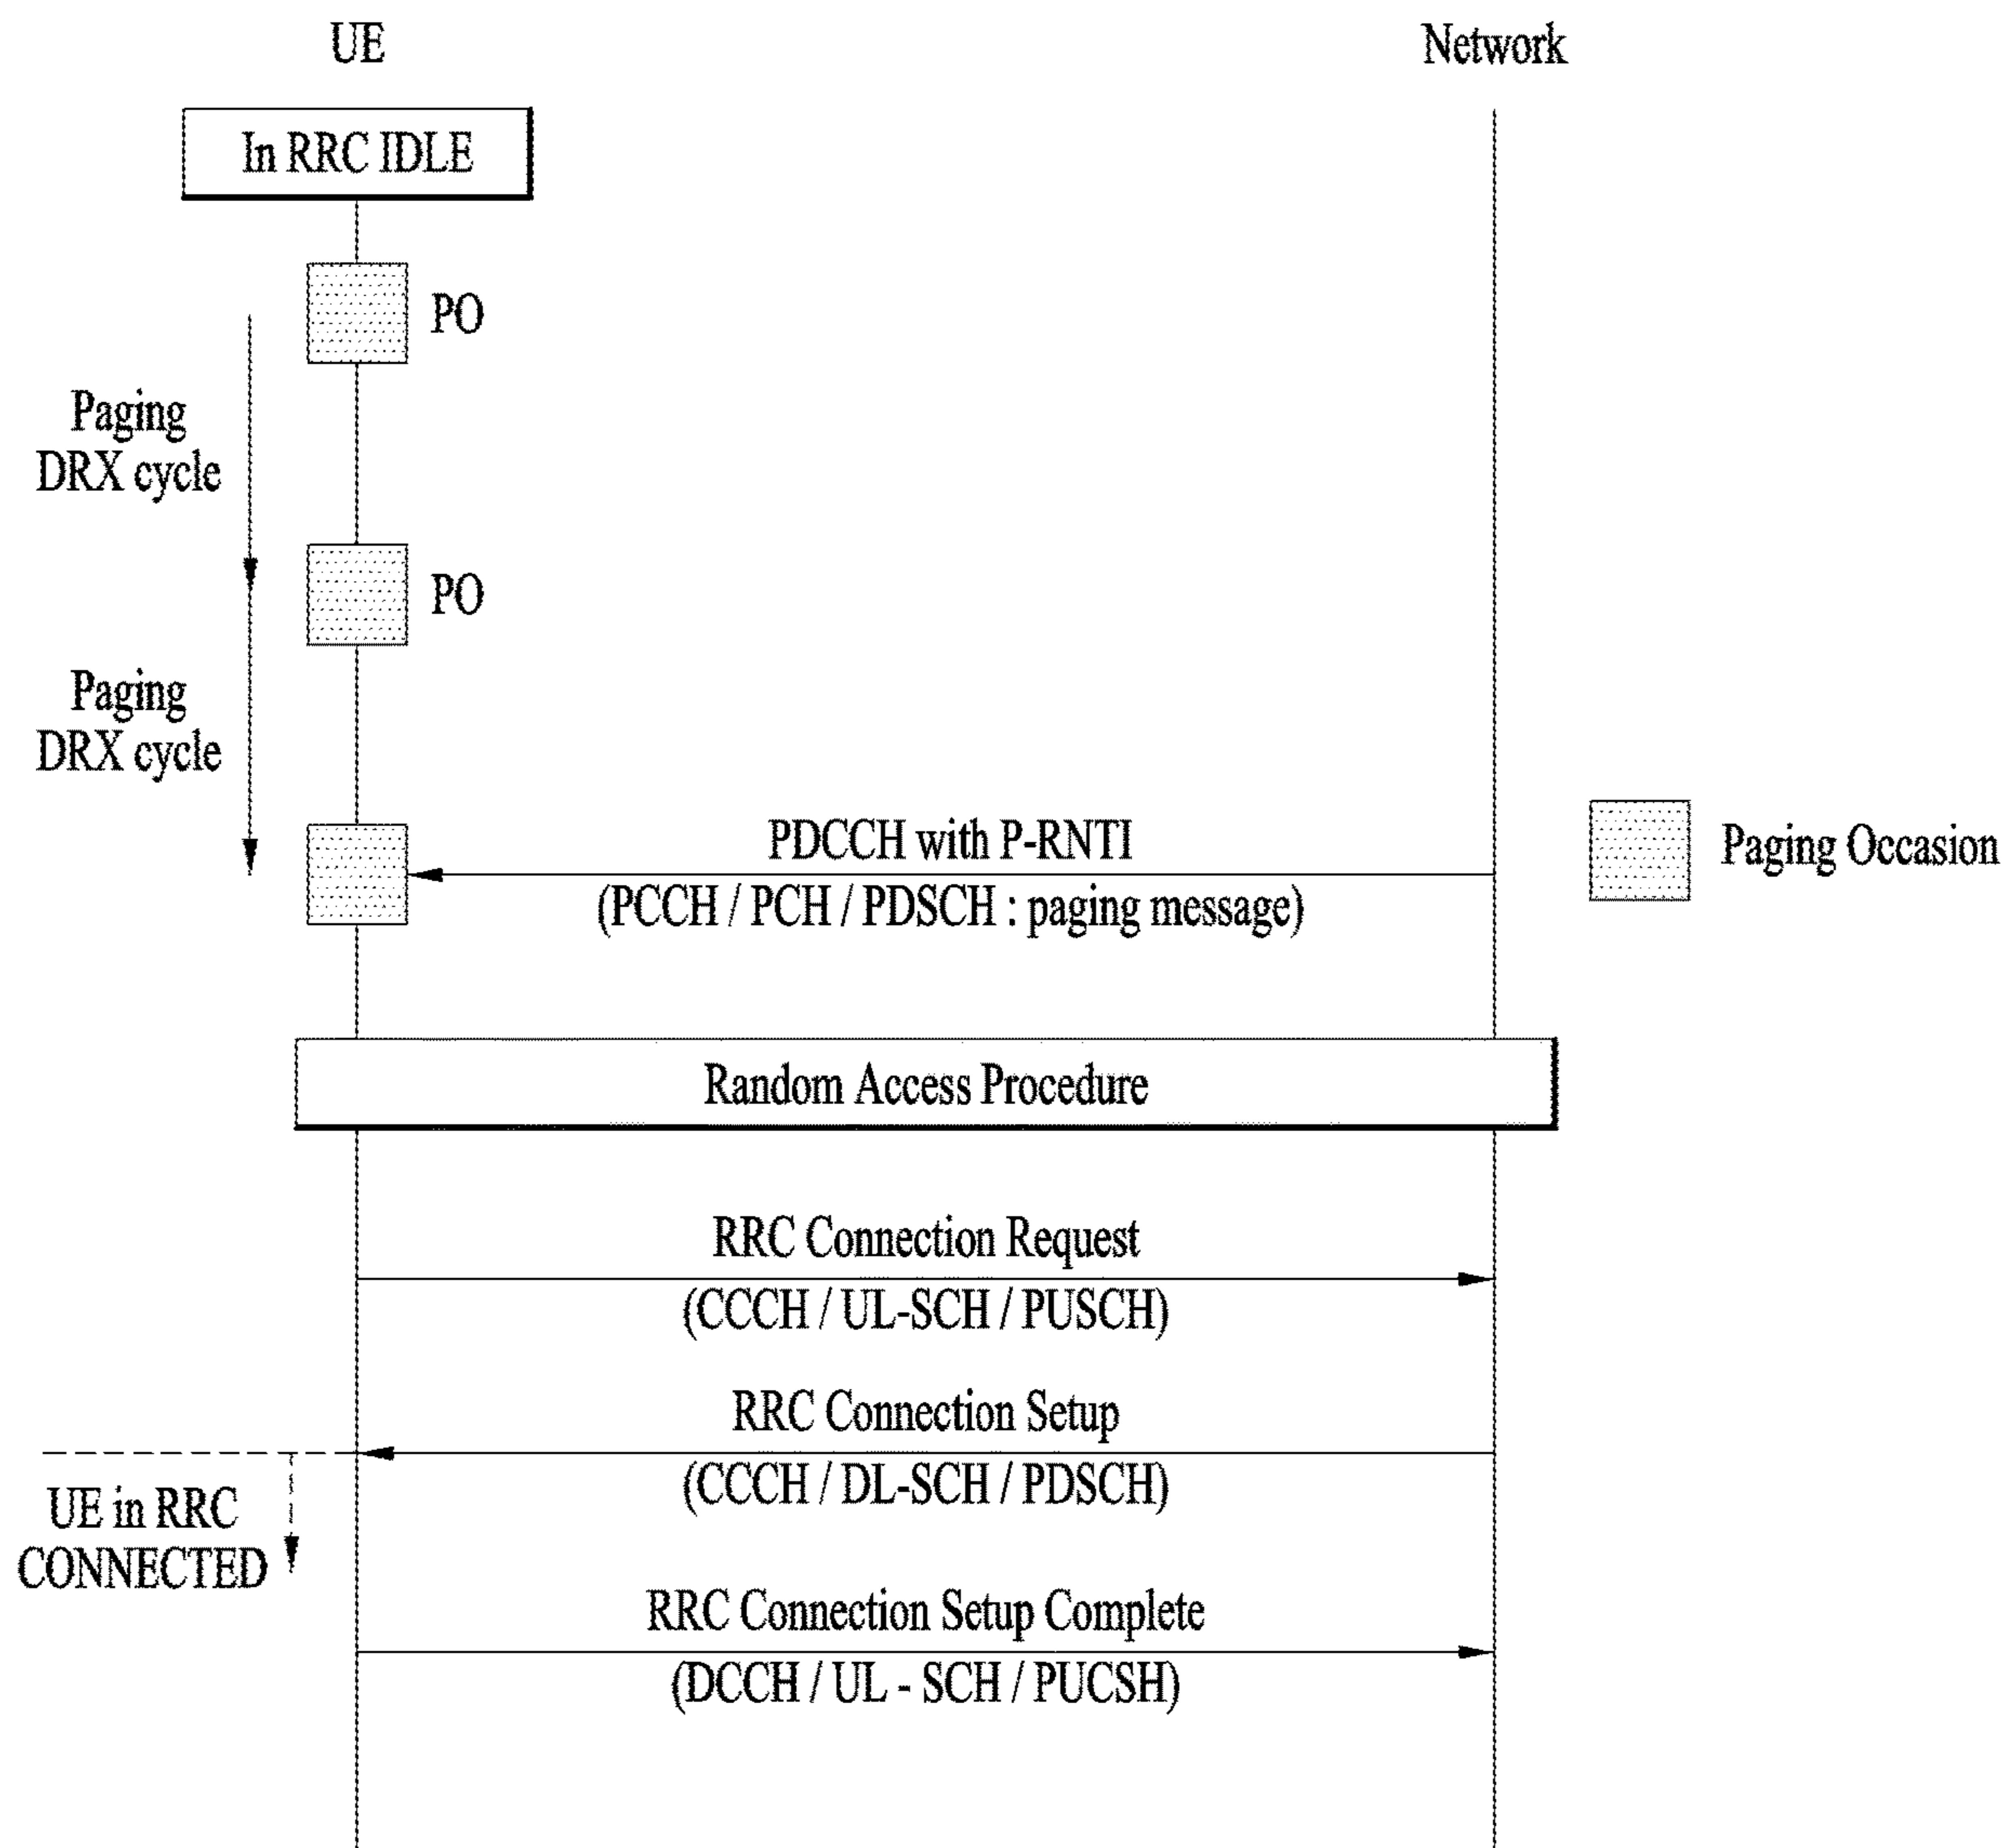 UE
Network
In RRC IDLE
PO
Paging
DRX cycle
PO
Paging
DRX cycle
PDCCH with P-RNTI
(PCCH / PCH / PDSCH : paging message)
Paging Occasion
Random Access Procedure
RRC Connection Request
(CCCH / UL-SCH / PUSCH)
RRC Connection Setup
(CCCH / DL-SCH / PDSCH)
UE in RRC
CONNECTED
RRC Connection Setup Complete
(DCCH / UL - SCH / PUCSH)